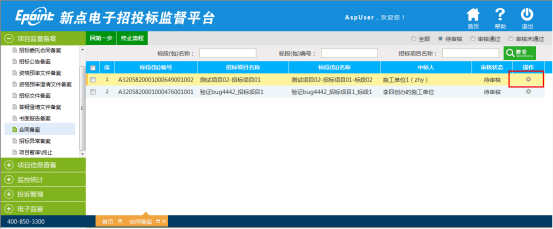 Epoint 新点电子招投标监督平台
AspUser，欢迎！
首页 帮助 退出
项目监督备案
回第一步 终止流程
全部 待审核 审核通过 审核未通过
招标委托合同备案
招标公告备案
资格预审文件备案
资格预审澄清文件备案
招标文件备案
答疑澄清文件备案
书面报告备案
合同备案
招标异常备案
项目暂停\终止
标段(包)名称： 标段(包)编号： 招标项目名称： 搜索
序 标段(包)编号 招标项目名称 标段(包)名称 中标人 审核状态 操作
1 A3205820001000649001002 测试项目02-招标项目01 测试项目02-招标项目01-标段02 施工单位1（zhy） 待审核
2 A3205820001000476001001 验证bug4442_招标项目1 验证bug4442_招标项目1_标段1 李四创办的施工单位 待审核
项目信息查看
监控统计
投诉管理
电子监察
400-850-3300
首页 合同备案